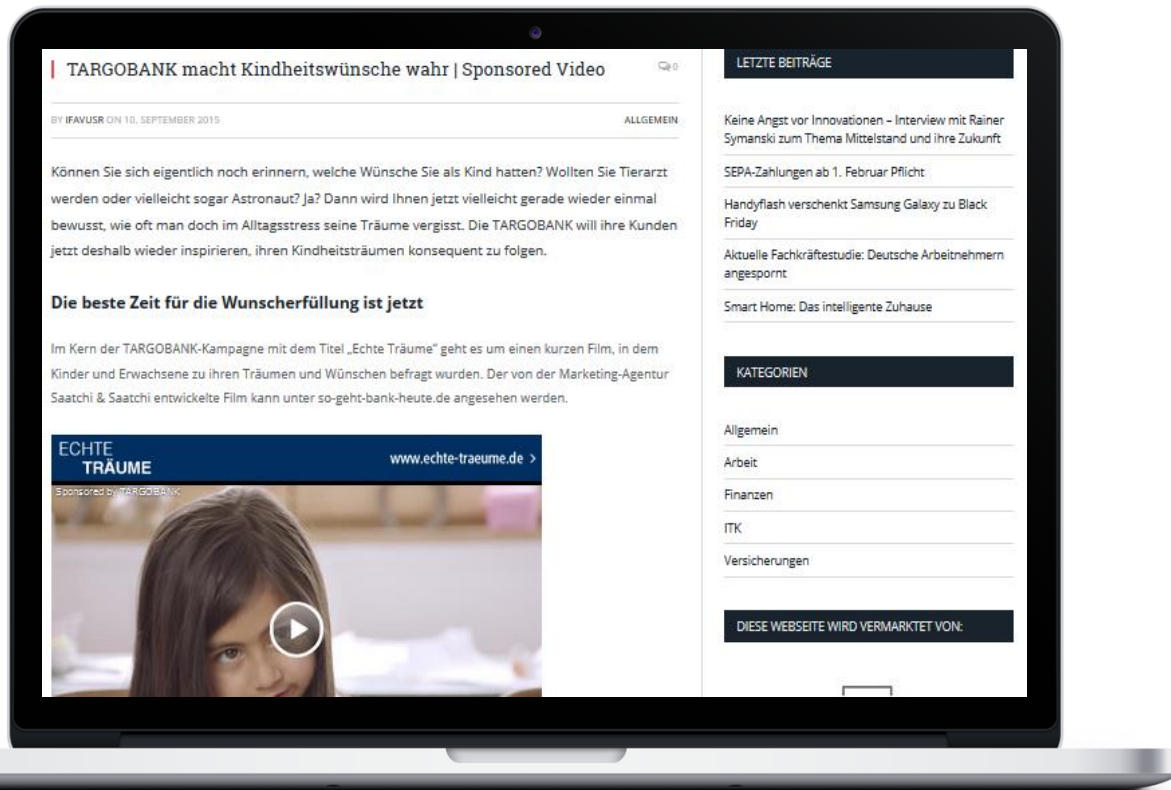 TARGOBANK macht Kindheitswünsche wahr | Sponsored Video
0
BY IFAVUSR ON 10. SEPTEMBER 2015
ALLGEMEIN
Können Sie sich eigentlich noch erinnern, welche Wünsche Sie als Kind hatten? Wollten Sie Tierarzt
werden oder vielleicht sogar Astronaut? Ja? Dann wird Ihnen jetzt vielleicht gerade wieder einmal
bewusst, wie oft man doch im Alltagsstress seine Träume vergisst. Die TARGOBANK will ihre Kunden
jetzt deshalb wieder inspirieren, ihren Kindheitsträumen konsequent zu folgen.
Die beste Zeit für die Wunscherfüllung ist jetzt
Im Kern der TARGOBANK-Kampagne mit dem Titel „Echte Träume“ geht es um einen kurzen Film, in dem
Kinder und Erwachsene zu ihren Träumen und Wünschen befragt wurden. Der von der Marketing-Agentur
Saatchi & Saatchi entwickelte Film kann unter so-geht-bank-heute.de angesehen werden.
ECHTE
TRÄUME
www.echte-traeume.de >
Sponsored by TARGOBANK
LETZTE BEITRÄGE
Keine Angst vor Innovationen – Interview mit Rainer
Symanski zum Thema Mittelstand und ihre Zukunft
SEPA-Zahlungen ab 1. Februar Pflicht
Handyflash verschenkt Samsung Galaxy zu Black
Friday
Aktuelle Fachkräftestudie: Deutsche Arbeitnehmern
angespornt
Smart Home: Das intelligente Zuhause
KATEGORIEN
Allgemein
Arbeit
Finanzen
ITK
Versicherungen
DIESE WEBSEITE WIRD VERMARKTET VON: